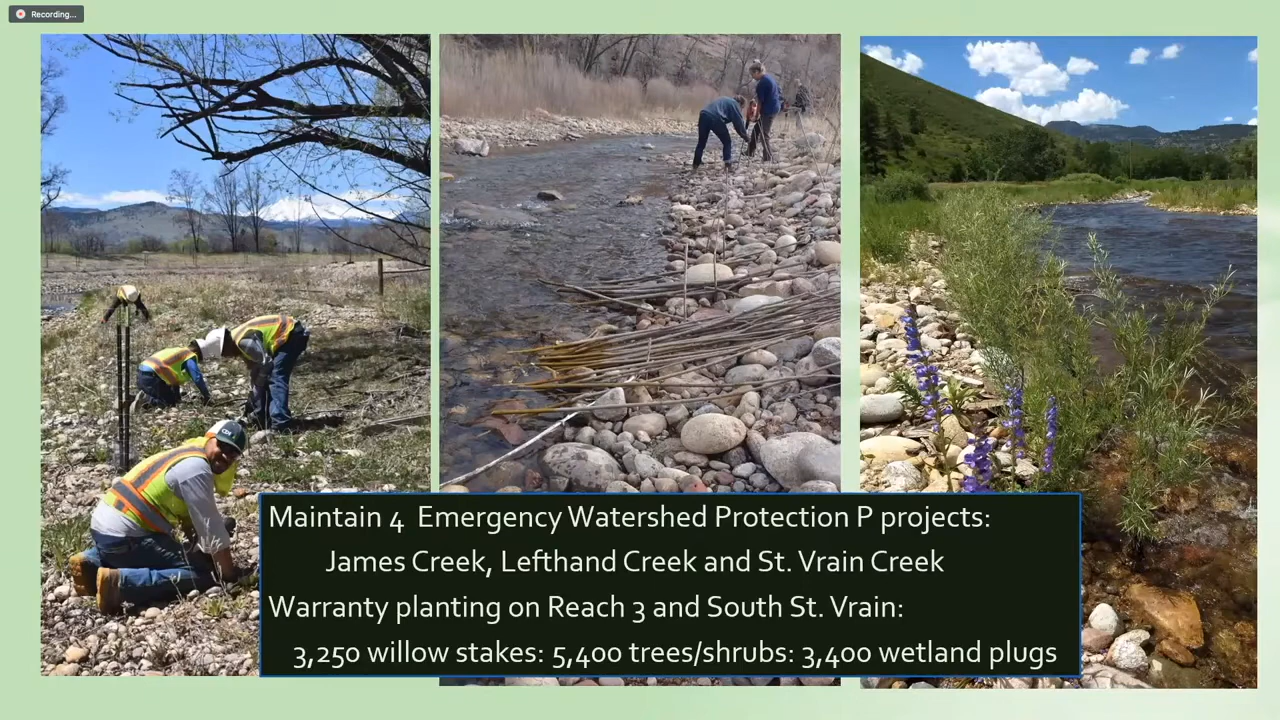 Recording...
Maintain 4 Emergency Watershed Protection P projects:
James Creek, Lefthand Creek and St. Vrain Creek
Warranty planting on Reach 3 and South St. Vrain:
3,250 willow stakes: 5,400 trees/shrubs: 3,400 wetland plugs